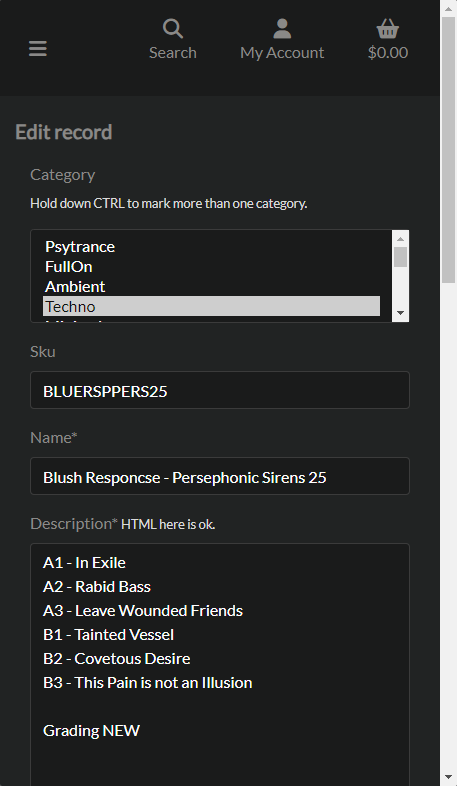 Search
My Account
$0.00
Edit record
Category
Hold down CTRL to mark more than one category.
Psytrance
FullOn
Ambient
Techno
Sku
BLUERSPPERS25
Name*
Blush Responcse - Persephonic Sirens 25
Description* HTML here is ok.
A1 - In Exile
A2 - Rabid Bass
A3 - Leave Wounded Friends
B1 - Tainted Vessel
B2 - Covetous Desire
B3 - This Pain is not an Illusion
Grading NEW